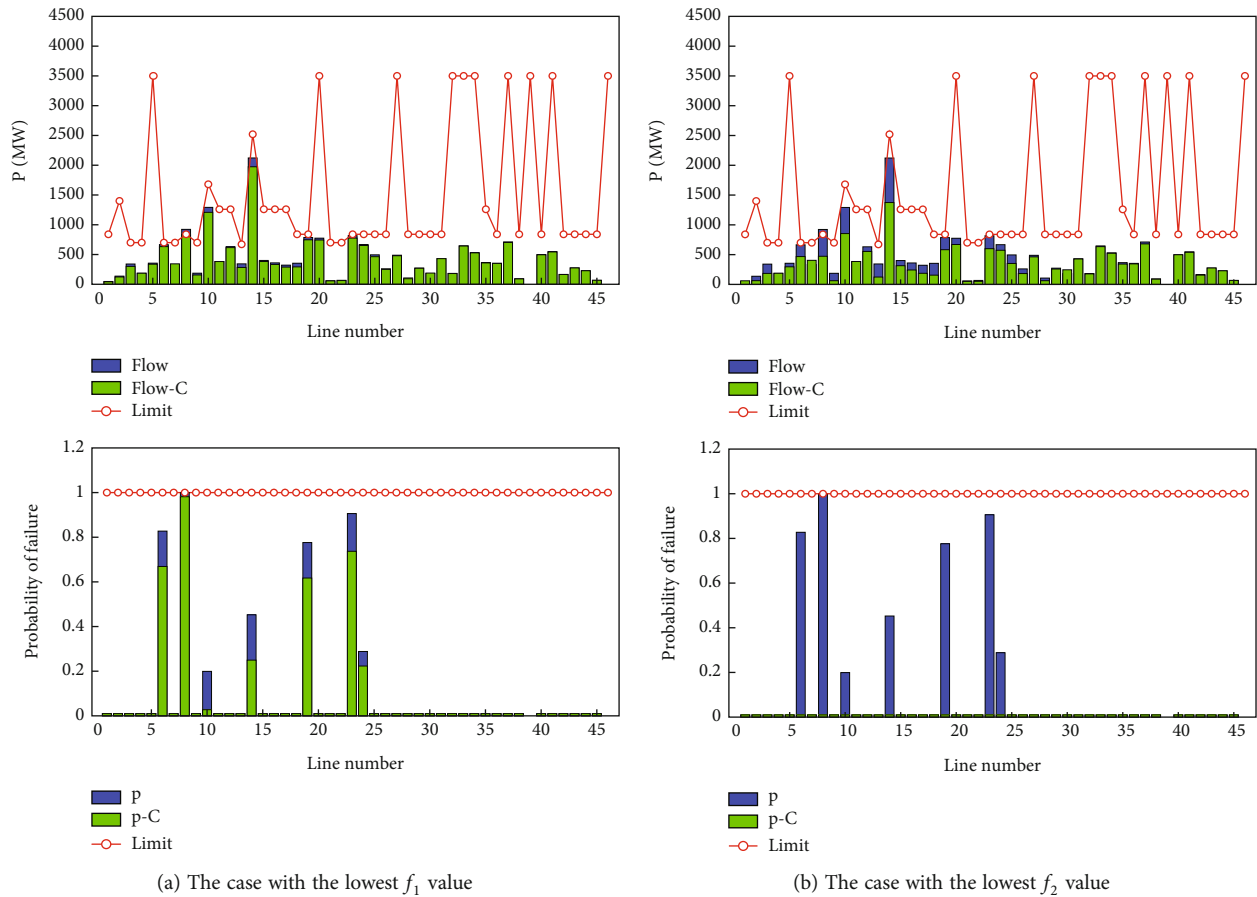 4500
4000
3500
3000
2500
2000
1500
1000
500
0
P (MW)
0 5 10 15 20 25 30 35 40 45
Line number
Flow
Flow-C
Limit
1.2
1
0.8
0.6
0.4
0.2
0
Probability of failure
0 5 10 15 20 25 30 35 40 45
Line number
p
p-C
Limit
(a) The case with the lowest f1 value
4500
4000
3500
3000
2500
2000
1500
1000
500
0
P (MW)
0 5 10 15 20 25 30 35 40 45
Line number
Flow
Flow-C
Limit
1.2
1
0.8
0.6
0.4
0.2
0
Probability of failure
0 5 10 15 20 25 30 35 40 45
Line number
p
p-C
Limit
(b) The case with the lowest f2 value